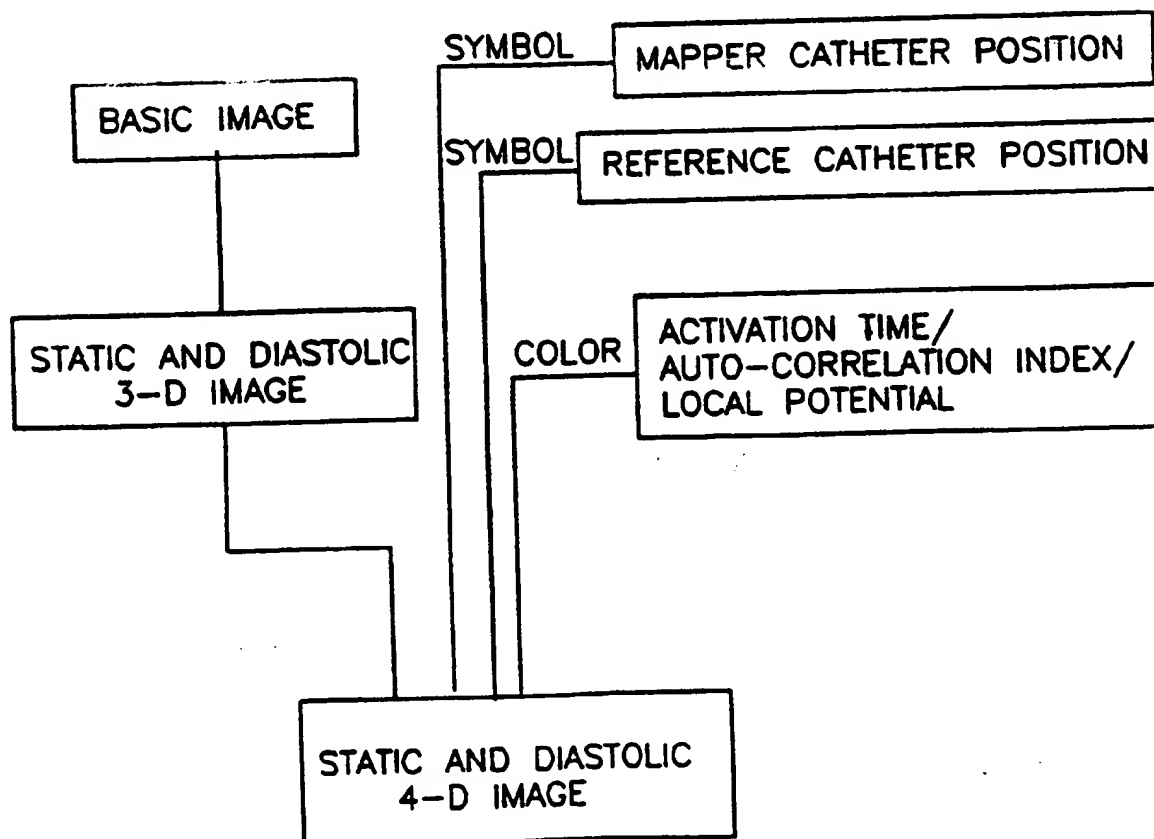 SYMBOL
MAPPER CATHETER POSITION
BASIC IMAGE
SYMBOL
REFERENCE CATHETER POSITION
STATIC AND DIASTOLIC
3-D IMAGE
COLOR
ACTIVATION TIME/
AUTO-CORRELATION INDEX/
LOCAL POTENTIAL
STATIC AND DIASTOLIC
4-D IMAGE